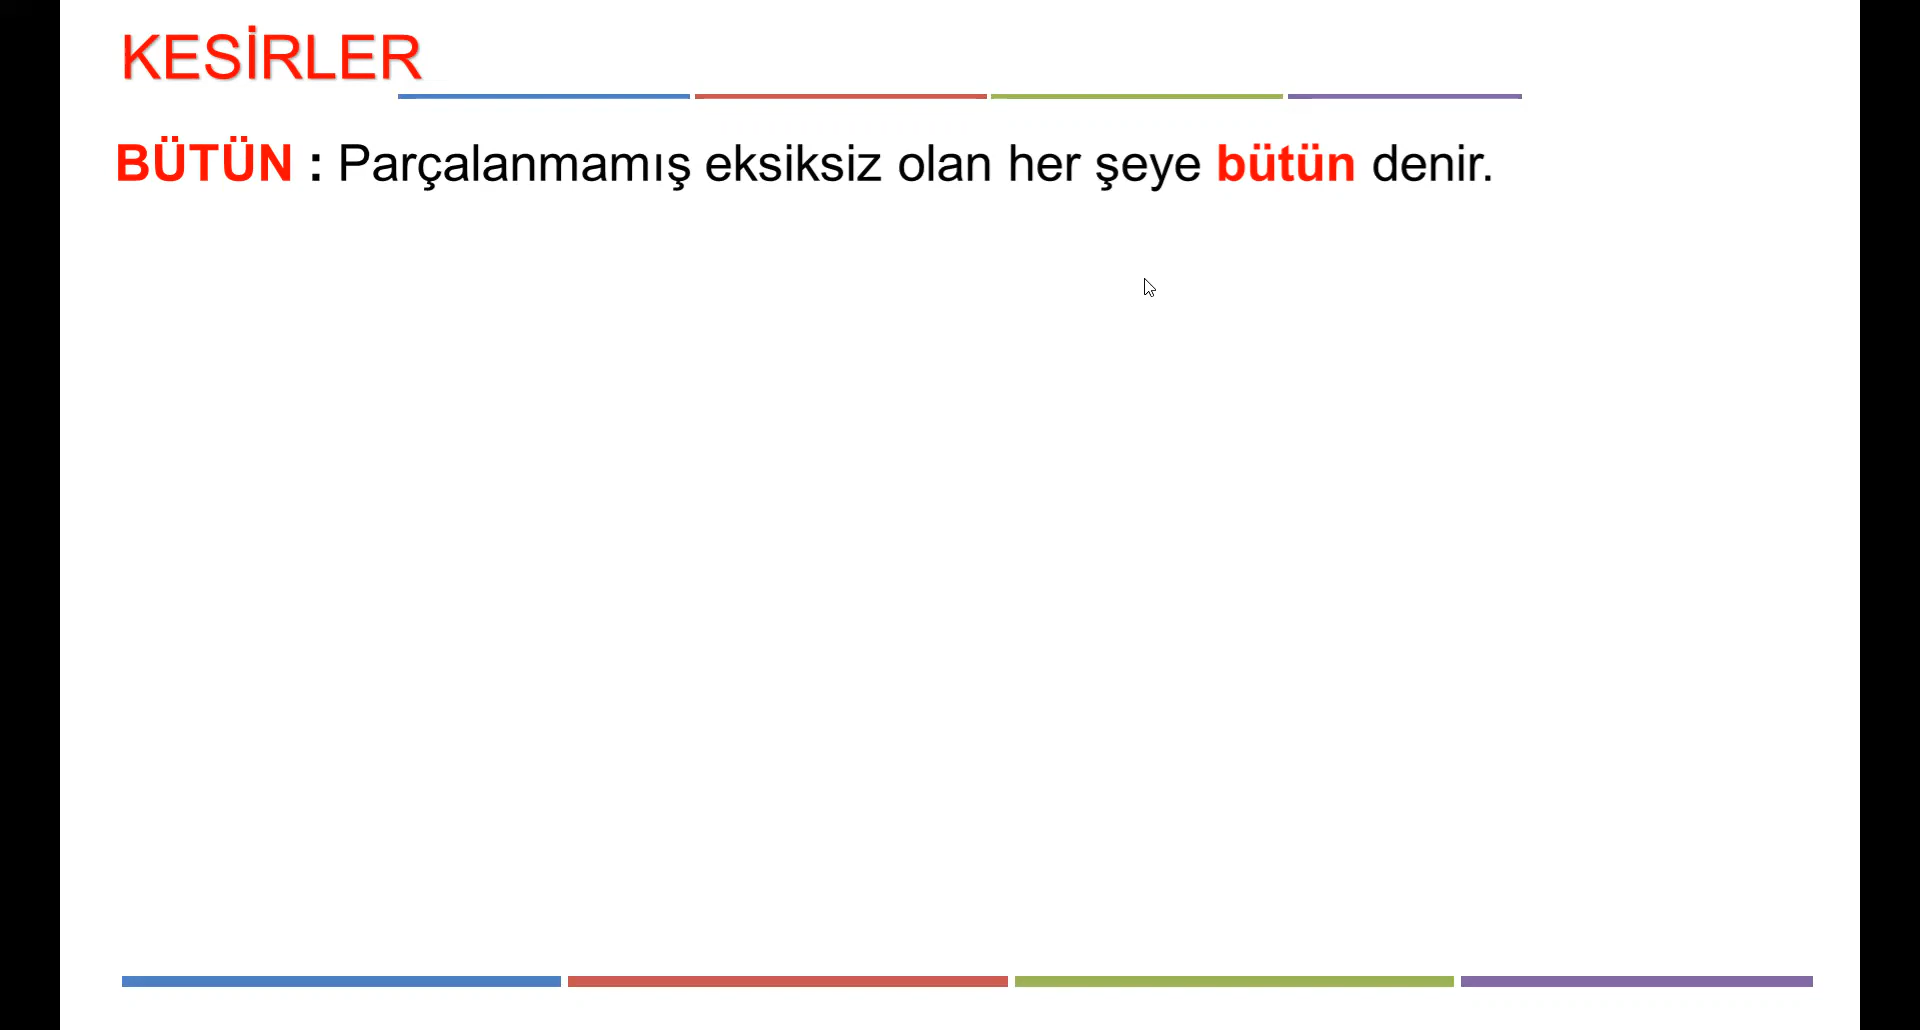 KESİRLER
BÜTÜN : Parçalanmamış eksiksiz olan her şeye bütün denir.